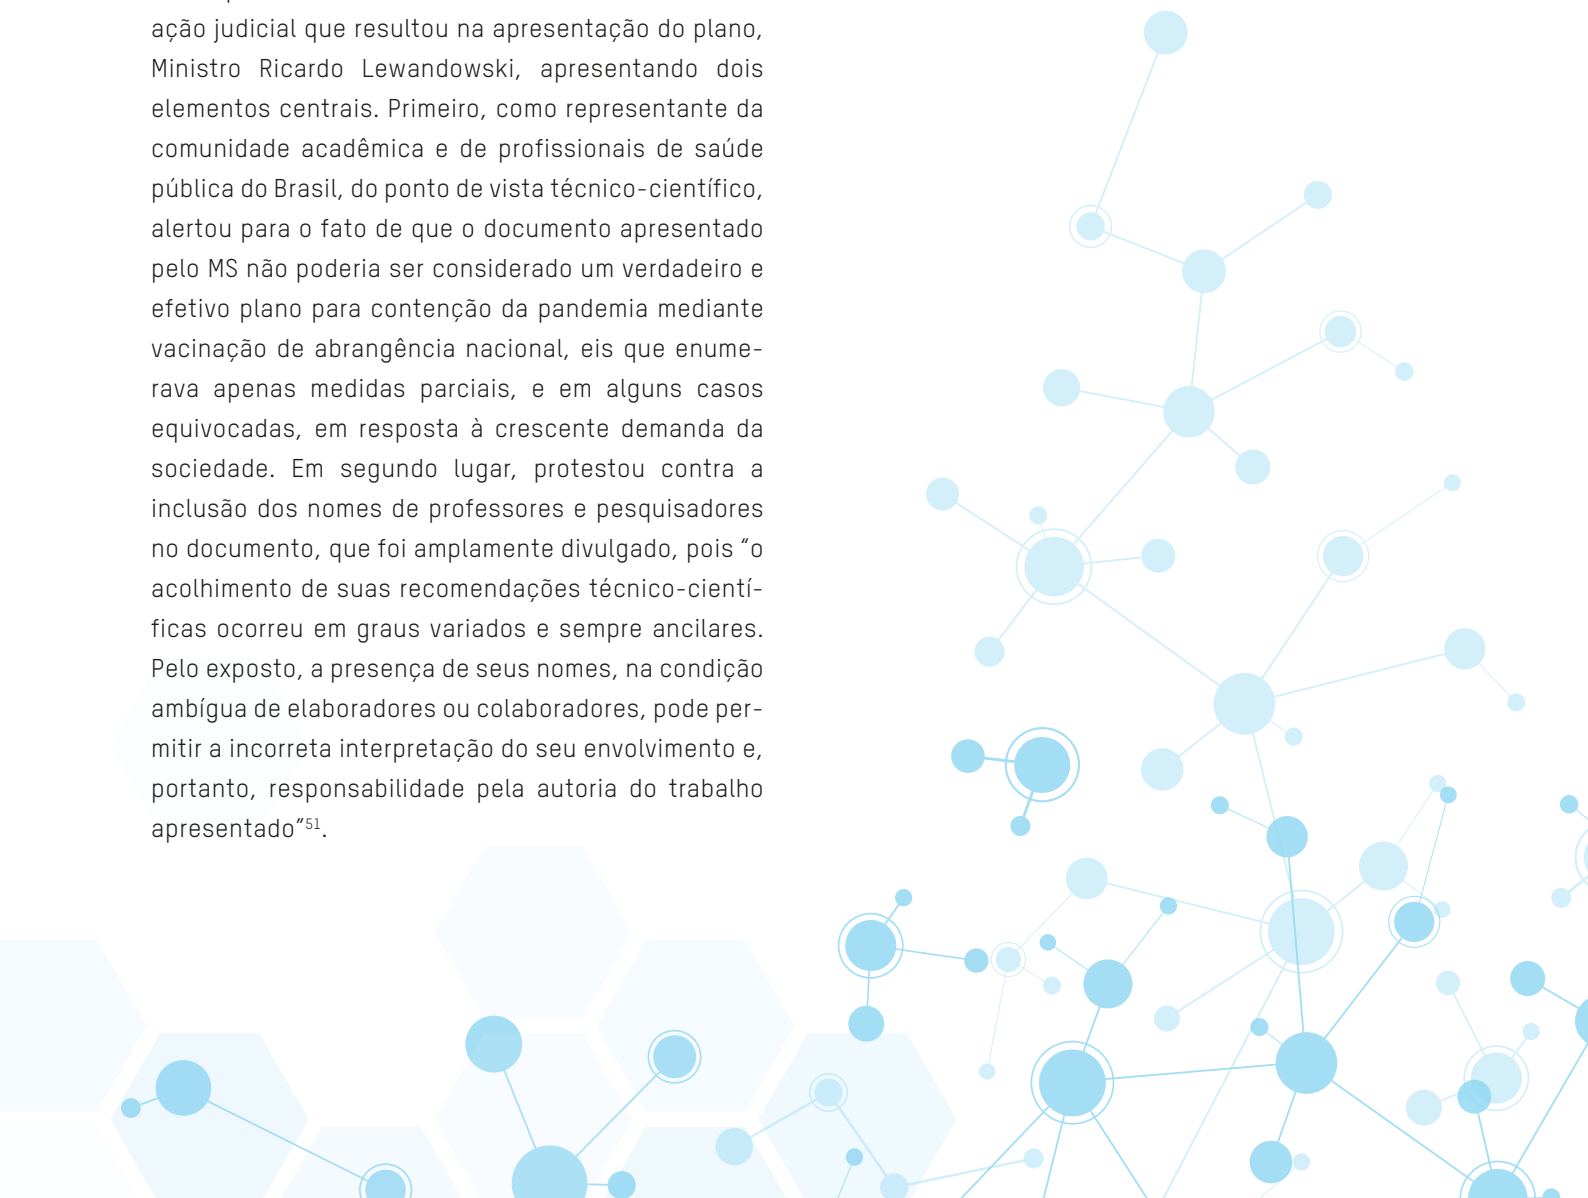 ação judicial que resultou na apresentação do plano,
Ministro Ricardo Lewandowski, apresentando dois
elementos centrais. Primeiro, como representante da
comunidade acadêmica e de profissionais de saúde
pública do Brasil, do ponto de vista técnico-científico,
alertou para o fato de que o documento apresentado
pelo MS não poderia ser considerado um verdadeiro e
efetivo plano para contenção da pandemia mediante
vacinação de abrangência nacional, eis que enume-
rava apenas medidas parciais, e em alguns casos
equivocadas, em resposta à crescente demanda da
sociedade. Em segundo lugar, protestou contra a
inclusão dos nomes de professores e pesquisadores
no documento, que foi amplamente divulgado, pois “o
acolhimento de suas recomendações técnico-cientí-
ficas ocorreu em graus variados e sempre ancilares.
Pelo exposto, a presença de seus nomes, na condição
ambígua de elaboradores ou colaboradores, pode per-
mitir a incorreta interpretação do seu envolvimento e,
portanto, responsabilidade pela autoria do trabalho
apresentado”51.